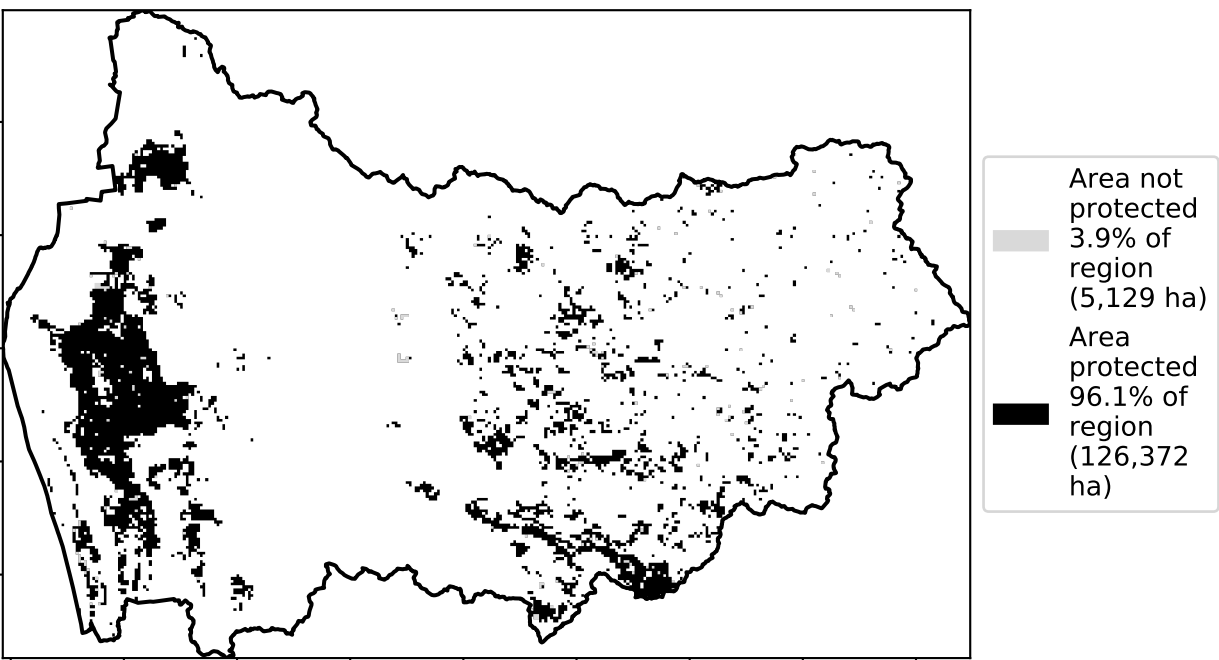 Area not
protected
3.9% of
region
(5,129 ha)
Area
protected
96.1% of
region
(126,372
ha)